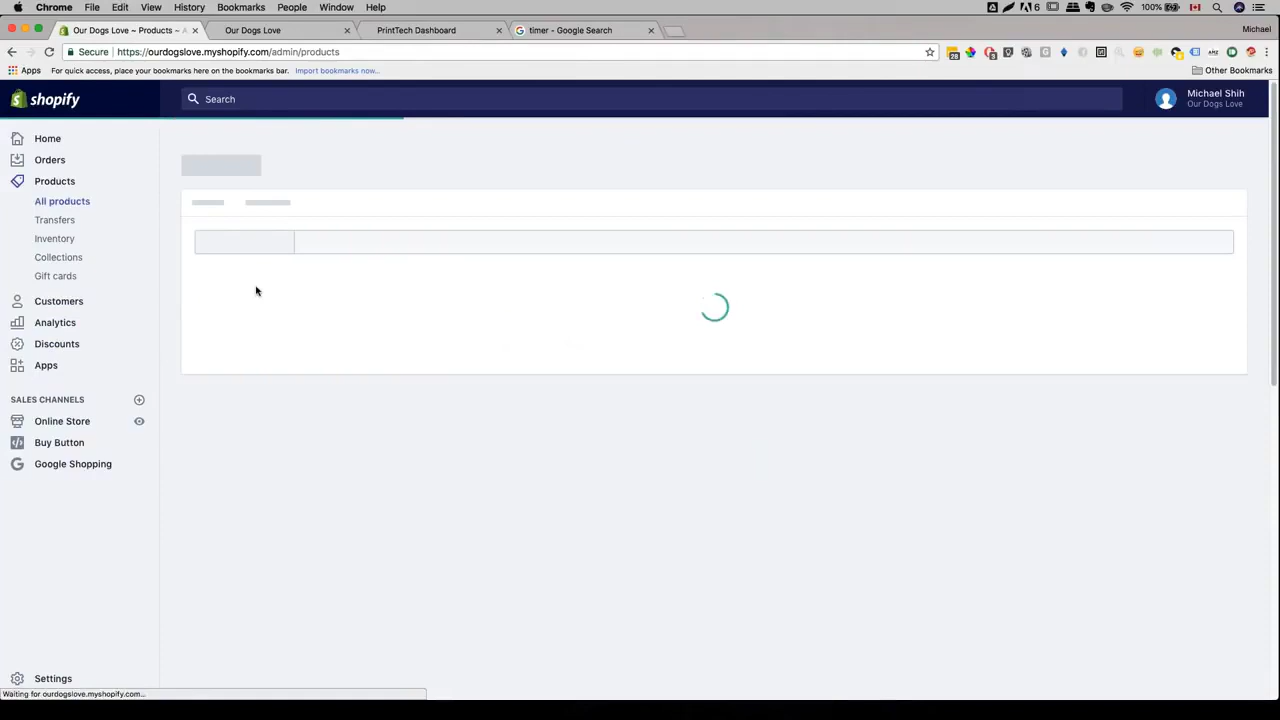 Chrome File Edit View History Bookmarks People Window Help
6 100%
Our Dogs Love ~ Products ~ A Our Dogs Love PrintTech Dashboard timer - Google Search Michael
Secure https://ourdogslove.myshopify.com/admin/products
Apps For quick access, place your bookmarks here on the bookmarks bar. Import bookmarks now... Other Bookmarks
shopify Search Michael Shih
Our Dogs Love
Home
Orders
Products
All products
Transfers
Inventory
Collections
Gift cards
Customers
Analytics
Discounts
Apps
SALES CHANNELS
Online Store
Buy Button
Google Shopping
Settings
Waiting for ourdogslove.myshopify.com...